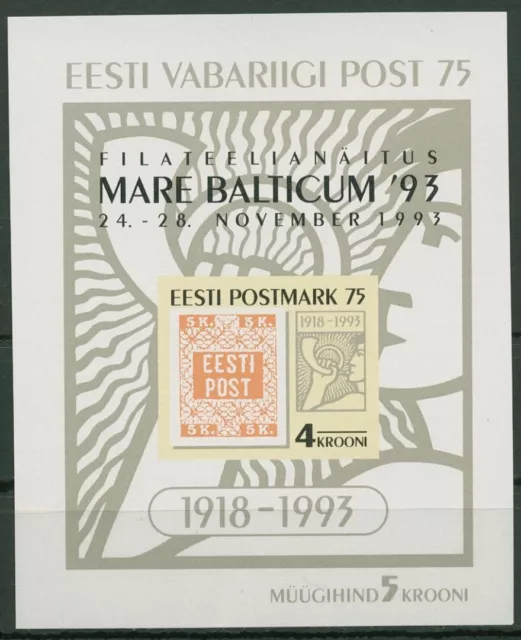 EESTI VABARIIGI POST 75
FILATEELIANÄITUS
MARE BALTICUM '93
24. - 28. NOVEMBER 1993
EESTI POSTMARK 75
5K. 5K.
EESTI
POST
5K. 5K.
1918-1993
4 KROONI
1918-1993
MÜÜGIHIND 5 KROONI